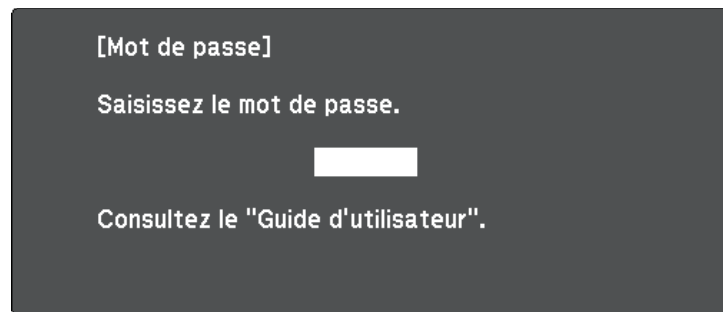 [Mot de passe]
Saisissez le mot de passe.
Consultez le "Guide d'utilisateur".